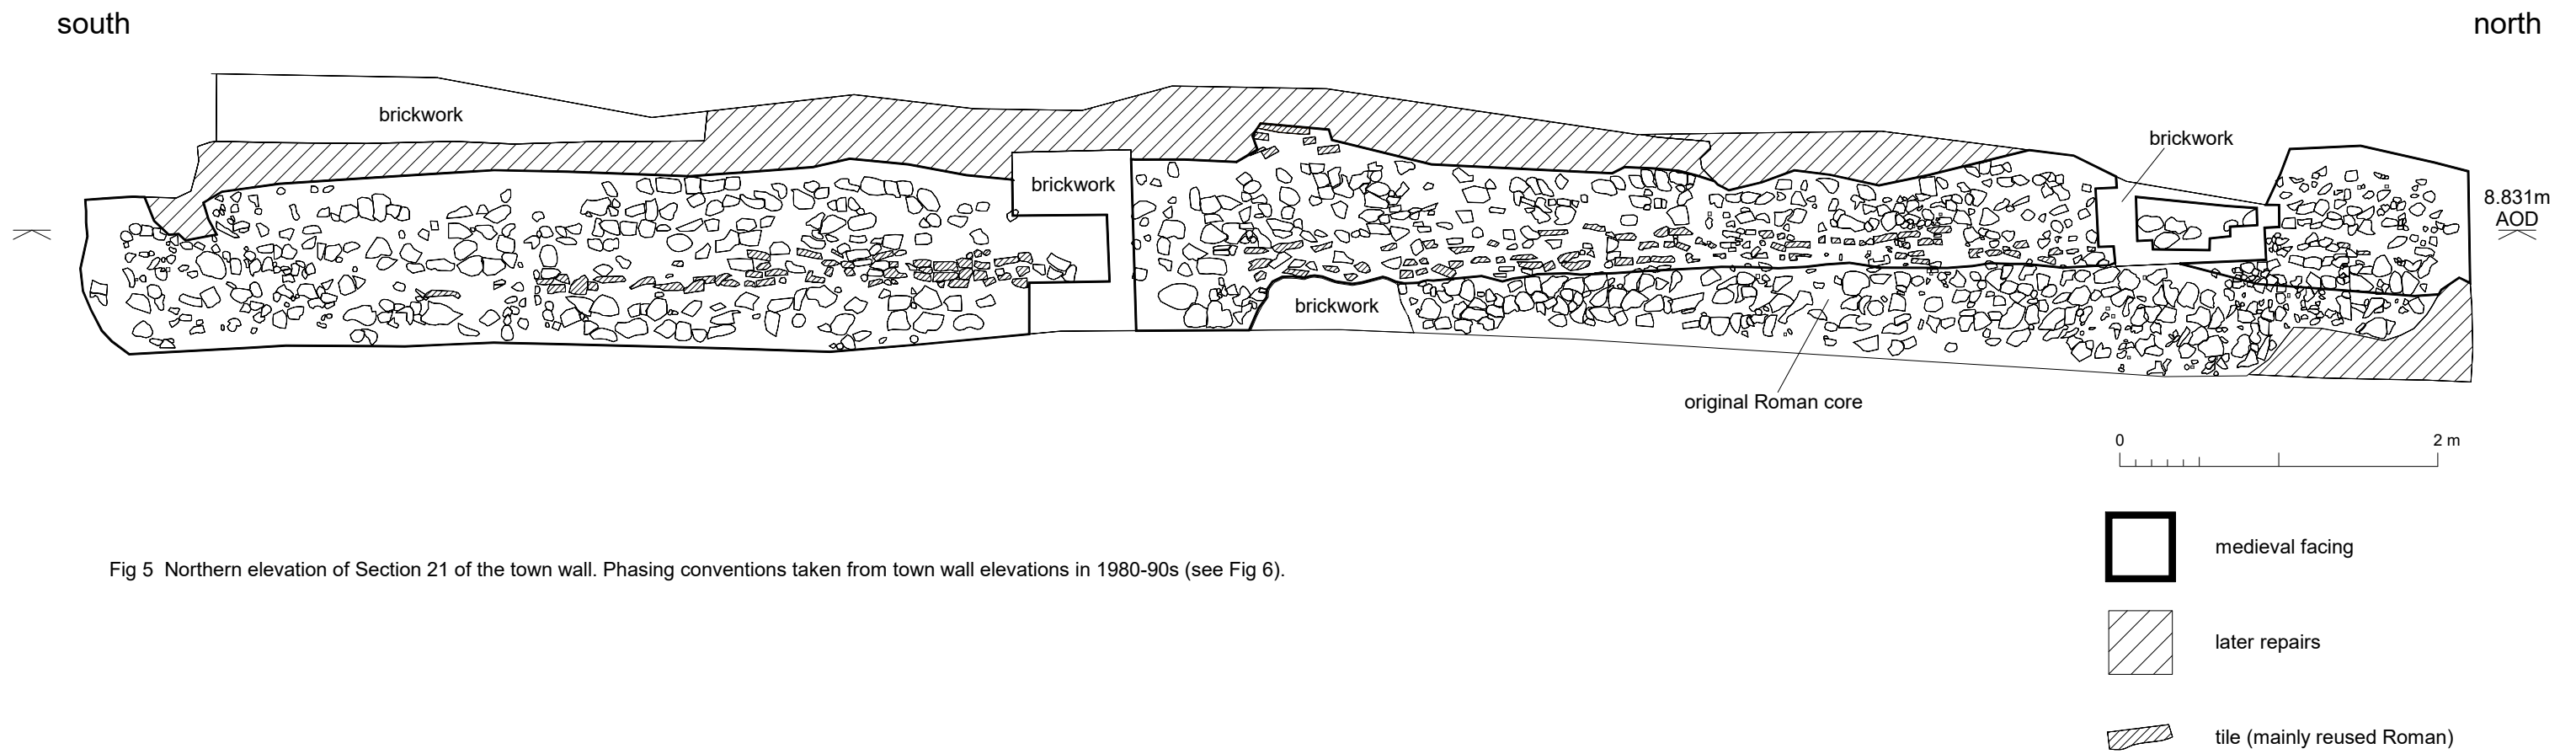 south
north
brickwork
brickwork
brickwork
8.831m
AOD
brickwork
original Roman core
0
2 m
medieval facing
Fig 5 Northern elevation of Section 21 of the town wall. Phasing conventions taken from town wall elevations in 1980-90s (see Fig 6).
later repairs
tile (mainly reused Roman)